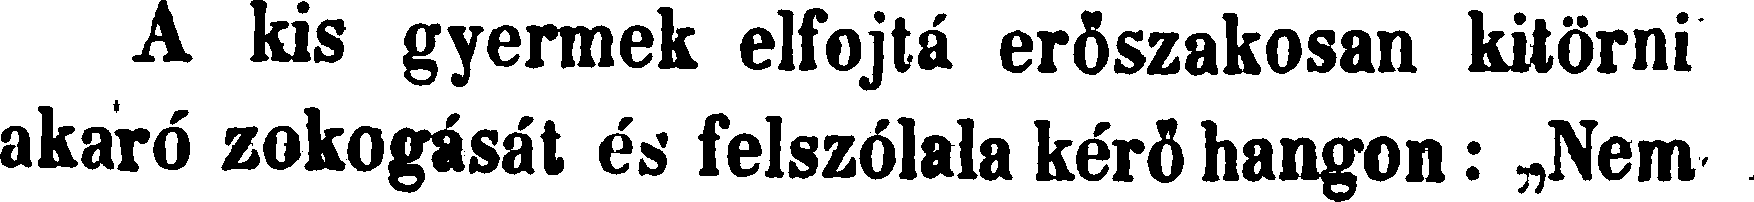 A kis gyermek elfojtá erőszakosan kitörni
akaró zokogását és felszólala kérő hangon: „Nem